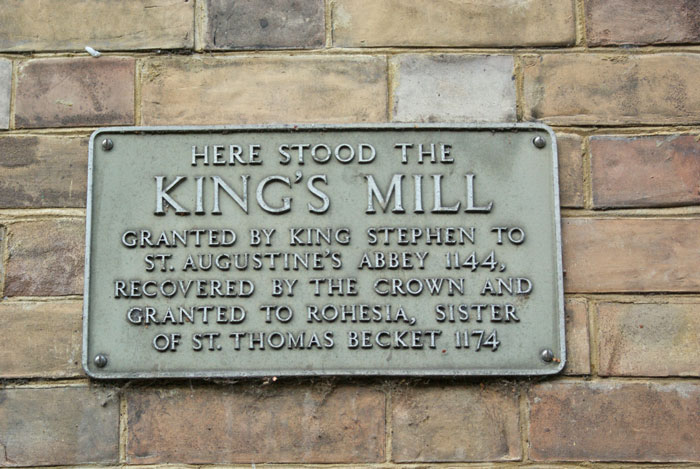 HERE STOOD THE
KING'S MILL
GRANTED BY KING STEPHEN TO
ST. AUGUSTINE'S ABBEY 1144,
RECOVERED BY THE CROWN AND
GRANTED TO ROHESIA, SISTER
OF ST. THOMAS BECKET 1174